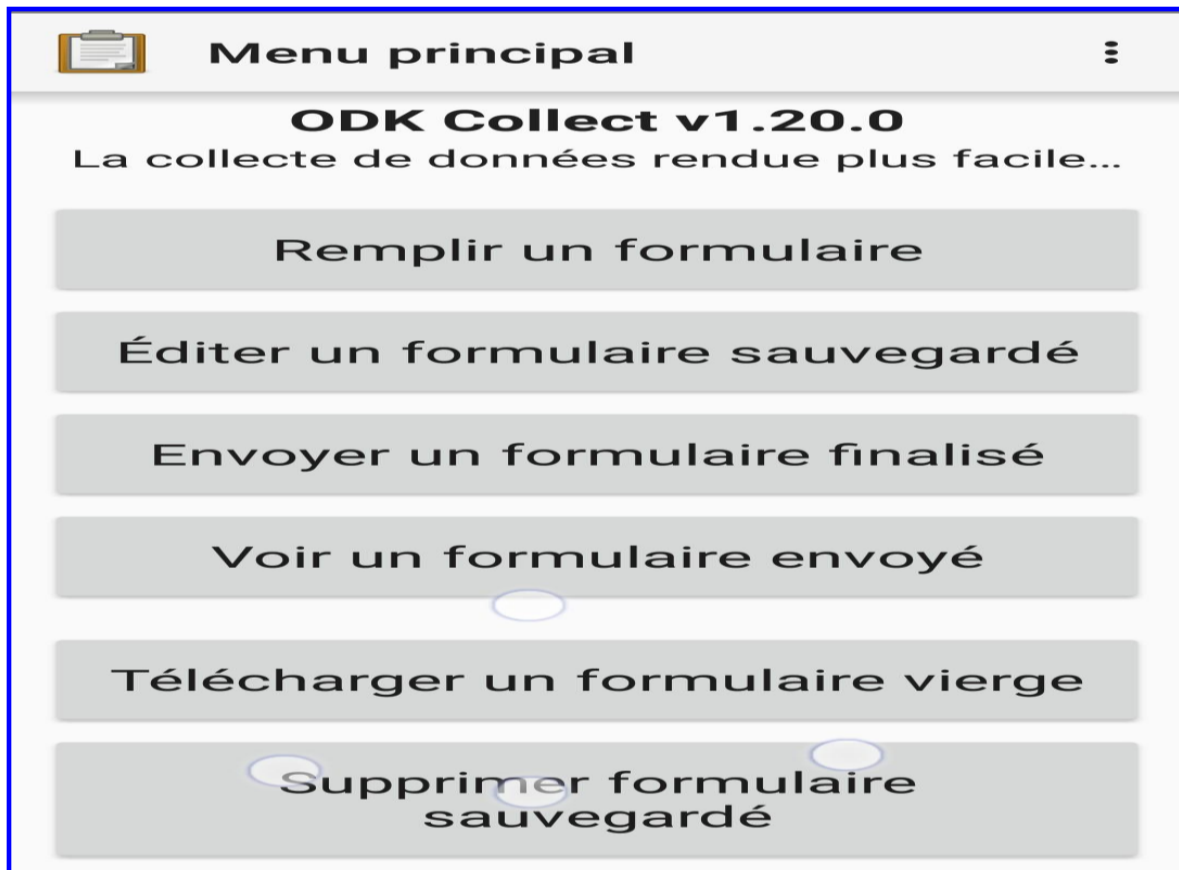 Menu principal
ODK Collect v1.20.0
La collecte de données rendue plus facile...
Remplir un formulaire
Éditer un formulaire sauvegardé
Envoyer un formulaire finalisé
Voir un formulaire envoyé
Télécharger un formulaire vierge
Supprimer formulaire
sauvegardé